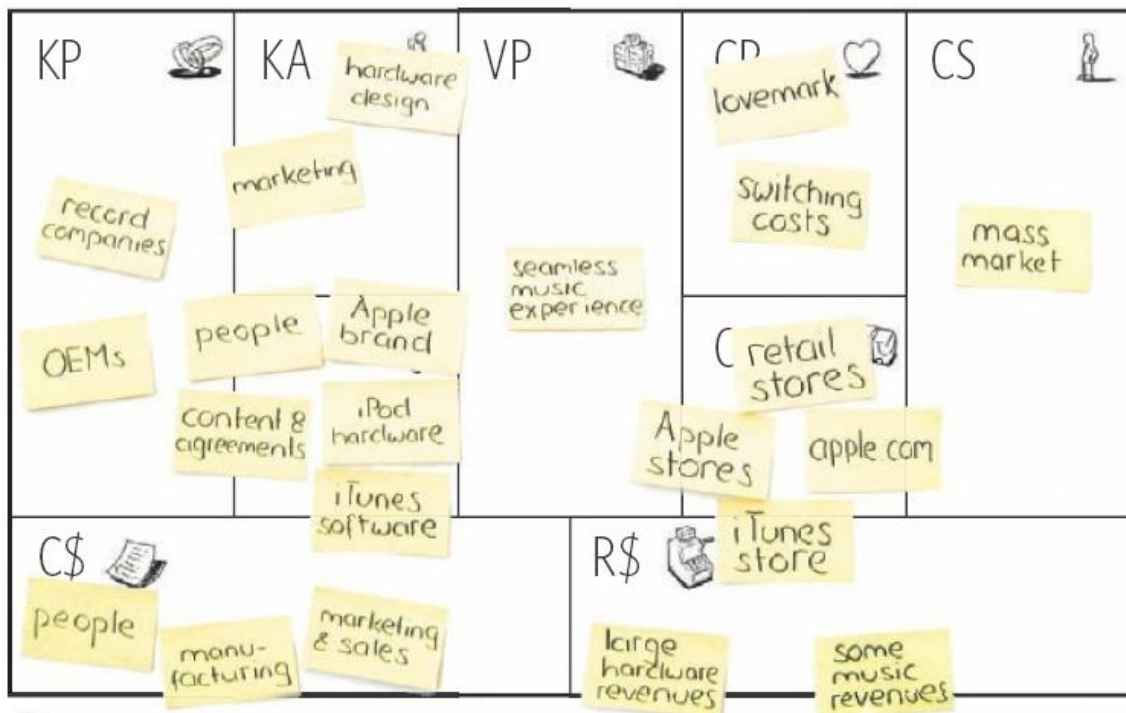 KP
record
companies
OEMs
KA
hardware
design
marketing
people
Apple
brand
content &
agreements
iPod
hardware
iTunes
software
VP
seamless
music
experience
CR
lovemark
switching
costs
C
retail
stores
Apple
stores
apple.com
iTunes
store
CS
mass
market
C$
people
manu-
facturing
marketing
& sales
R$
large
hardware
revenues
some
music
revenues